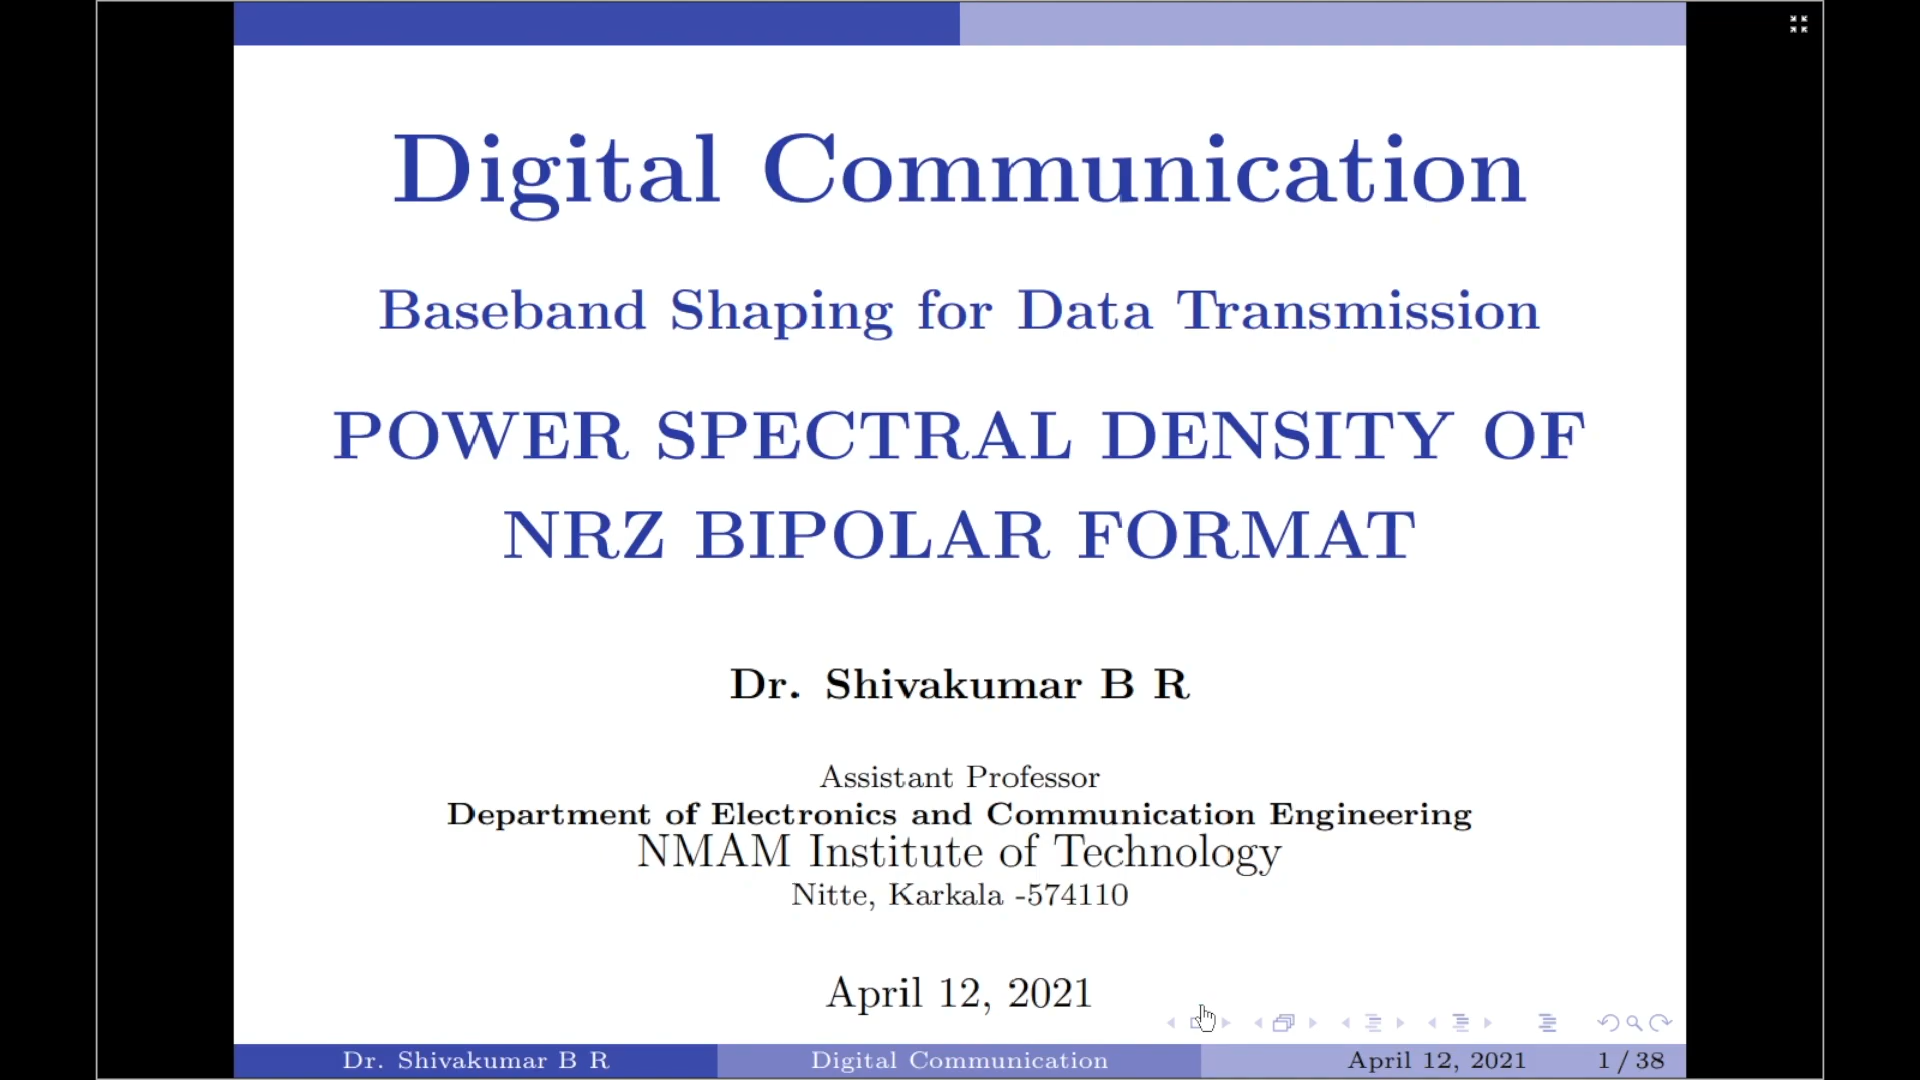 Digital Communication
Baseband Shaping for Data Transmission
POWER SPECTRAL DENSITY OF
NRZ BIPOLAR FORMAT
Dr. Shivakumar B R
Assistant Professor
Department of Electronics and Communication Engineering
NMAM Institute of Technology
Nitte, Karkala -574110
April 12, 2021
Dr. Shivakumar B R Digital Communication April 12, 2021 1 / 38